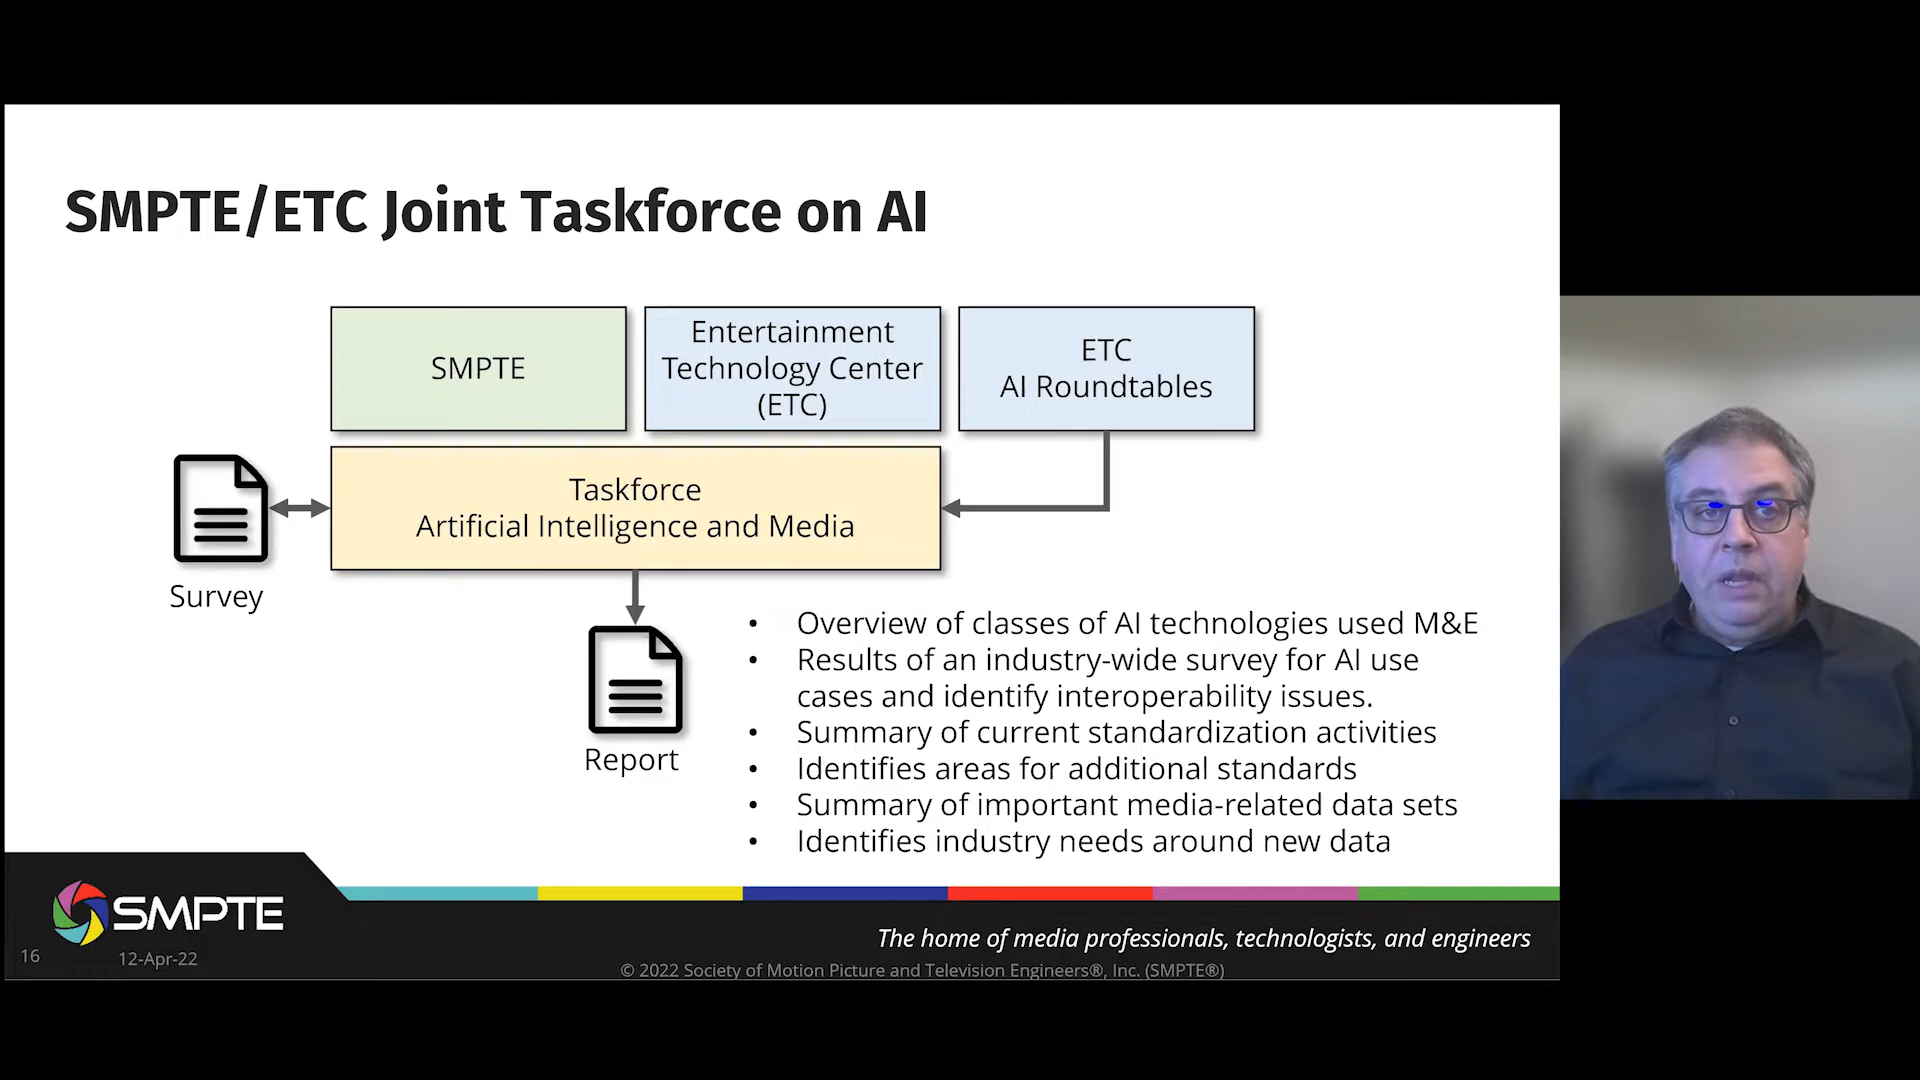 SMPTE/ETC Joint Taskforce on AI
SMPTE
Entertainment
Technology Center
(ETC)
ETC
AI Roundtables
Taskforce
Artificial Intelligence and Media
Survey
Report
• Overview of classes of AI technologies used M&E
• Results of an industry-wide survey for AI use
cases and identify interoperability issues.
• Summary of current standardization activities
• Identifies areas for additional standards
• Summary of important media-related data sets
• Identifies industry needs around new data
SMPTE
The home of media professionals, technologists, and engineers
16
12-Apr-22
© 2022 Society of Motion Picture and Television Engineers®, Inc. (SMPTE®)